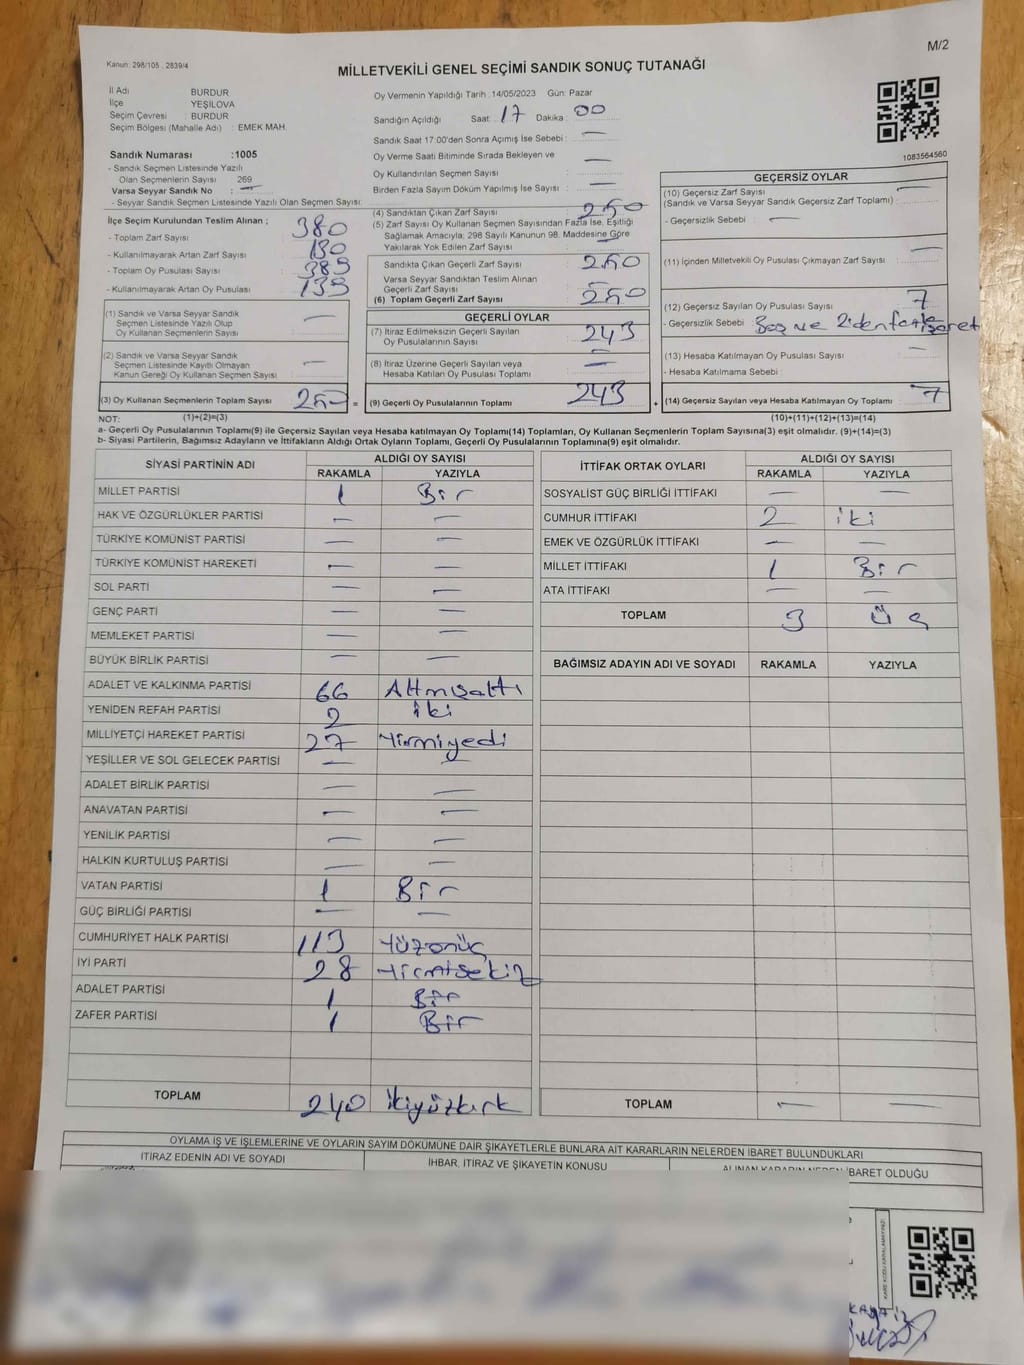 M/2
Kanun: 298/105 , 2839/4
MİLLETVEKİLİ GENEL SEÇİMİ SANDIK SONUÇ TUTANAĞI
İl Adı BURDUR
İlçe YEŞİLOVA
Seçim Çevresi BURDUR
Seçim Bölgesi (Mahalle Adı) : EMEK MAH.
Sandık Numarası :1005
- Sandık Seçmen Listesinde Yazılı
Olan Seçmenlerin Sayısı 269
Varsa Seyyar Sandık No : —
- Seyyar Sandık Seçmen Listesinde Yazılı Olan Seçmen Sayısı:
Oy Vermenin Yapıldığı Tarih :14/05/2023 Gün: Pazar
Sandığın Açıldığı Saat : 17 Dakika : 00
Sandık Saat 17:00'den Sonra Açımış İse Sebebi : —
Oy Verme Saati Bitiminde Sırada Bekleyen ve
Oy Kullandırılan Seçmen Sayısı : —
Birden Fazla Sayım Döküm Yapılmış İse Sayısı : —
1083564560
İlçe Seçim Kurulundan Teslim Alınan ;
- Toplam Zarf Sayısı : 380
- Kullanılmayarak Artan Zarf Sayısı : 130
- Toplam Oy Pusulası Sayısı : 385
- Kullanılmayarak Artan Oy Pusulası : 135
(1) Sandık ve Varsa Seyyar Sandık
Seçmen Listesinde Yazılı Olup
Oy Kullanan Seçmenlerin Sayısı —
(2) Sandık ve Varsa Seyyar Sandık
Seçmen Listesinde Kayıtlı Olmayan
Kanun Gereği Oy Kullanan Seçmen Sayısı : —
(3) Oy Kullanan Seçmenlerin Toplam Sayısı 250 =
(4) Sandıktan Çıkan Zarf Sayısı : 250
(5) Zarf Sayısı Oy Kullanan Seçmen Sayısından Fazla İse, Eşitliği
Sağlamak Amacıyla; 298 Sayılı Kanunun 98. Maddesine Göre
Yakılarak Yok Edilen Zarf Sayısı : —
Sandıkta Çıkan Geçerli Zarf Sayısı : 250
Varsa Seyyar Sandıktan Teslim Alınan
Geçerli Zarf Sayısı : —
(6) Toplam Geçerli Zarf Sayısı : 250
GEÇERLİ OYLAR
(7) İtiraz Edilmeksizin Geçerli Sayılan
Oy Pusulasının Sayısı : 243
(8) İtiraz Üzerine Geçerli Sayılan veya
Hesaba Katılan Oy Pusulası Toplamı : —
(9) Geçerli Oy Pusulalarının Toplamı : 243 +
GEÇERSİZ OYLAR
(10) Geçersiz Zarf Sayısı —
(Sandık ve Varsa Seyyar Sandık Geçersiz Zarf Toplamı) :
- Geçersizlik Sebebi : —
(11) İçinden Milletvekili Oy Pusulası Çıkmayan Zarf Sayısı : —
(12) Geçersiz Sayılan Oy Pusulası Sayısı : 7
- Geçersizlik Sebebi : Boş ve 2'den fazla işaret
(13) Hesaba Katılmayan Oy Pusulası Sayısı : —
- Hesaba Katılmama Sebebi :
(14) Geçersiz Sayılan veya Hesaba Katılmayan Oy Toplamı : 7
NOT: (1)+(2)=(3) (10)+(11)+(12)+(13)=(14)
a- Geçerli Oy Pusulasının Toplamı(9) ile Geçersiz Sayılan veya Hesaba katılmayan Oy Toplamı(14) Toplamları, Oy Kullanan Seçmenlerin Toplam Sayısına(3) eşit olmalıdır. (9)+(14)=(3)
b- Siyasi Partilerin, Bağımsız Adayların ve İttifakların Aldığı Ortak Oyların Toplamı, Geçerli Oy Pusulalarının Toplamına(9) eşit olmalıdır.
SİYASİ PARTİNİN ADI ALDIĞI OY SAYISI
RAKAMLA YAZIYLA
MİLLET PARTİSİ 1 Bir
HAK VE ÖZGÜRLÜKLER PARTİSİ — —
TÜRKİYE KOMÜNİST PARTİSİ — —
TÜRKİYE KOMÜNİST HAREKETİ — —
SOL PARTİ — —
GENÇ PARTİ — —
MEMLEKET PARTİSİ — —
BÜYÜK BİRLİK PARTİSİ — —
ADALET VE KALKINMA PARTİSİ 66 Altmışaltı
YENİDEN REFAH PARTİSİ 2 iki
MİLLİYETÇİ HAREKET PARTİSİ 27 Yirmiyedi
YEŞİLLER VE SOL GELECEK PARTİSİ — —
ADALET BİRLİK PARTİSİ — —
ANAVATAN PARTİSİ — —
YENİLİK PARTİSİ — —
HALKIN KURTULUŞ PARTİSİ — —
VATAN PARTİSİ 1 Bir
GÜÇ BİRLİĞİ PARTİSİ — —
CUMHURİYET HALK PARTİSİ 113 Yüzonüç
İYİ PARTİ 28 Yirmisekiz
ADALET PARTİSİ 1 Bir
ZAFER PARTİSİ 1 Bir
TOPLAM 240 İkiyüzkırk
İTTİFAK ORTAK OYLARI ALDIĞI OY SAYISI
RAKAMLA YAZIYLA
SOSYALİST GÜÇ BİRLİĞİ İTTİFAKI — —
CUMHUR İTTİFAKI 2 iki
EMEK VE ÖZGÜRLÜK İTTİFAKI — —
MİLLET İTTİFAKI 1 Bir
ATA İTTİFAKI — —
TOPLAM 3 Üç
BAĞIMSIZ ADAYIN ADI VE SOYADI RAKAMLA YAZIYLA
TOPLAM — —
OYLAMA İŞ VE İŞLEMLERİNE VE OYLARIN SAYIM DÖKÜMÜNE DAİR ŞİKAYETLERLE BUNLARA AİT KARARLARIN NELERDEN İBARET BULUNDUKLARI
İTİRAZ EDENİN ADI VE SOYADI İHBAR, İTİRAZ VE ŞİKAYETİN KONUSU ALINAN KARARIN NEDEN İBARET OLDUĞU